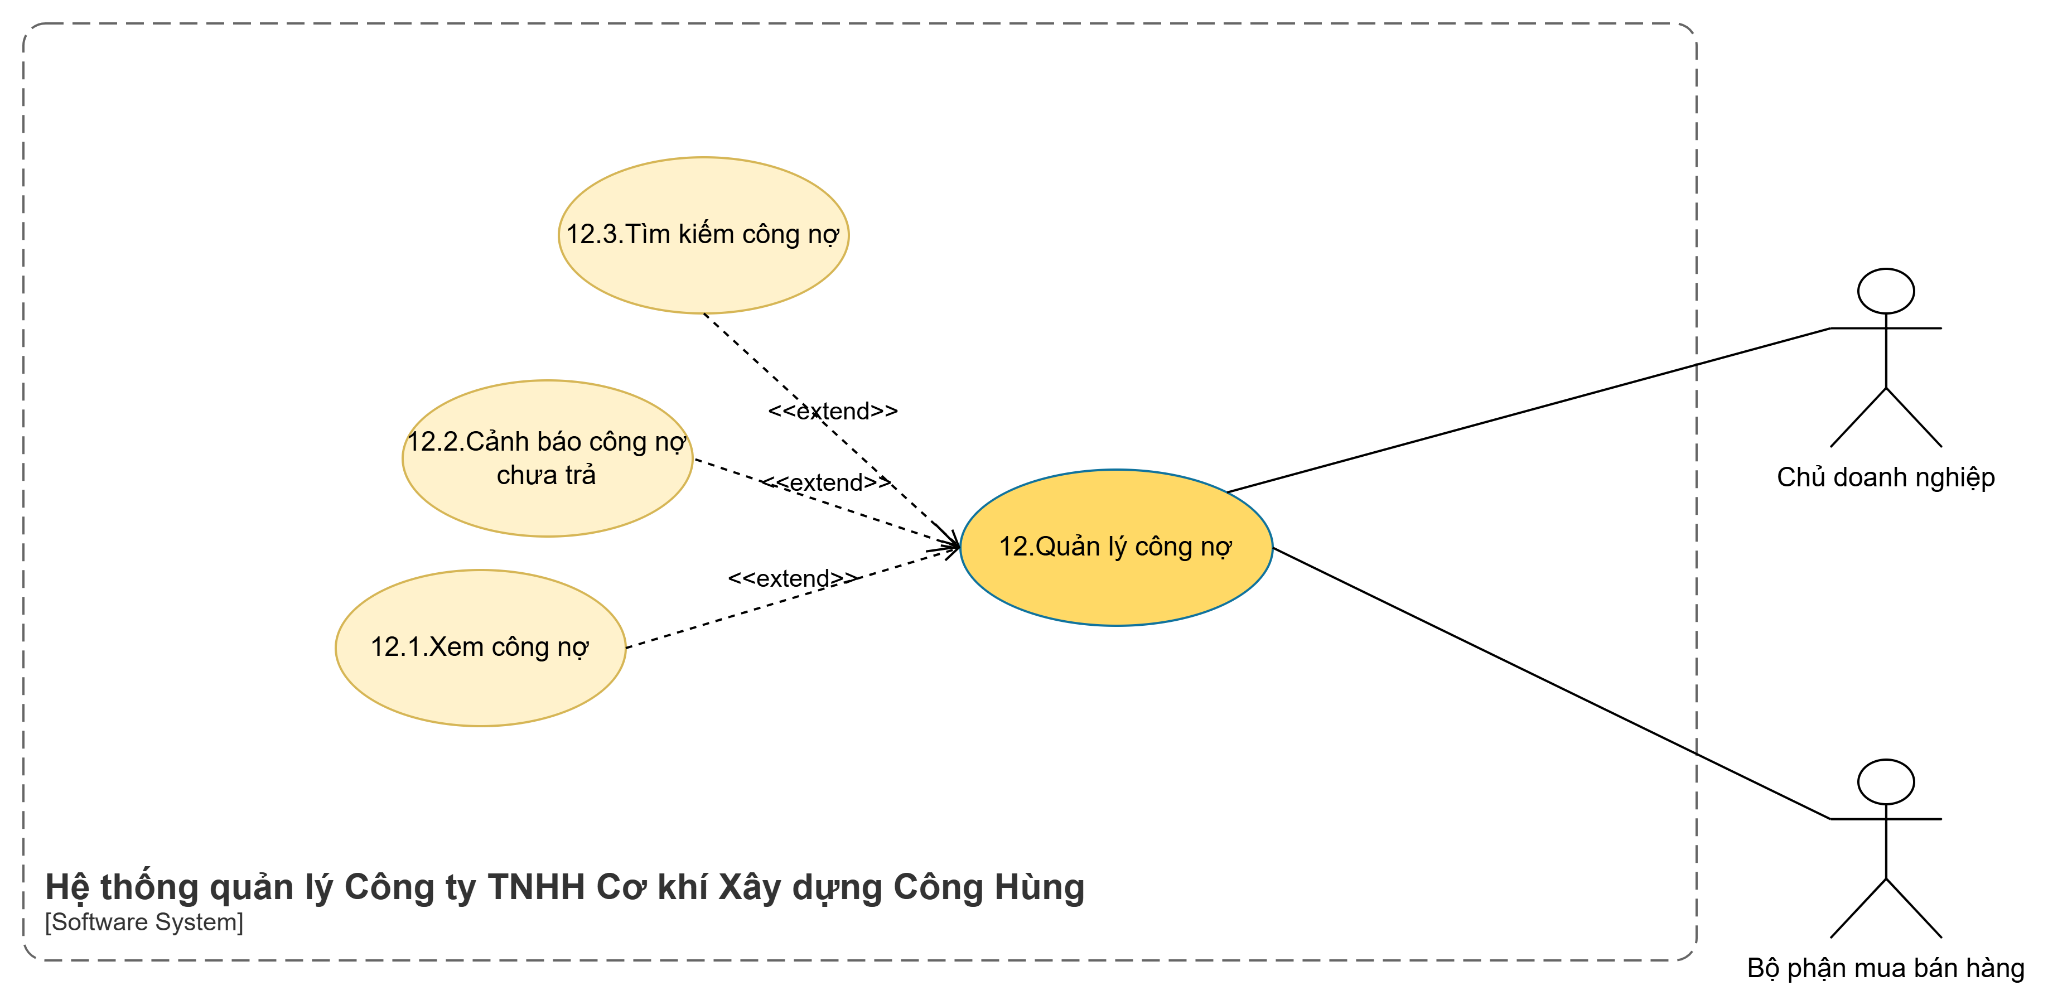 12.3.Tìm kiếm công nợ
<<extend>>
12.2.Cảnh báo công nợ
chưa trả
<<extend>>
12.Quản lý công nợ
<<extend>>
12.1.Xem công nợ
Chủ doanh nghiệp
Bộ phận mua bán hàng
Hệ thống quản lý Công ty TNHH Cơ khí Xây dựng Công Hùng
[Software System]